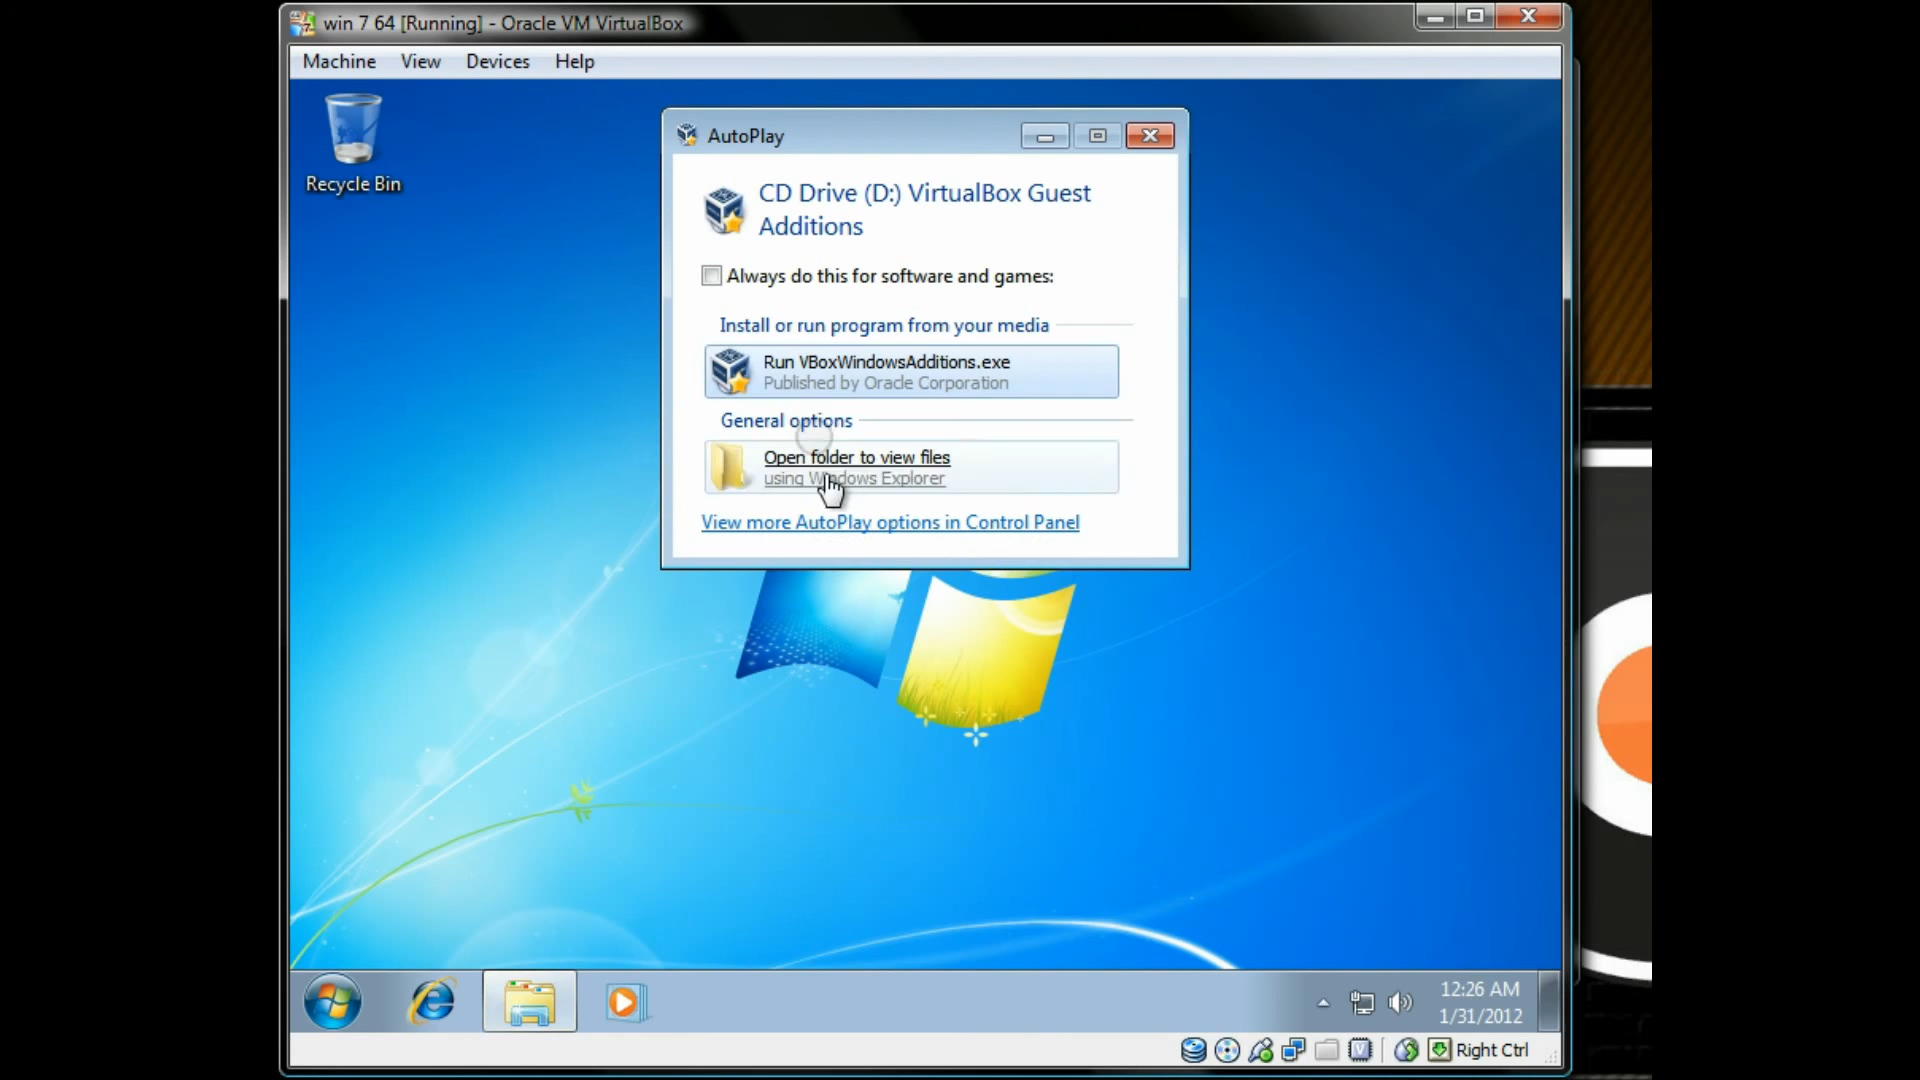 win 7 64 [Running] - Oracle VM VirtualBox
Machine View Devices Help
Recycle Bin
AutoPlay
CD Drive (D:) VirtualBox Guest
Additions
Always do this for software and games:
Install or run program from your media
Run VBoxWindowsAdditions.exe
Published by Oracle Corporation
General options
Open folder to view files
using Windows Explorer
View more AutoPlay options in Control Panel
12:26 AM
1/31/2012
Right Ctrl